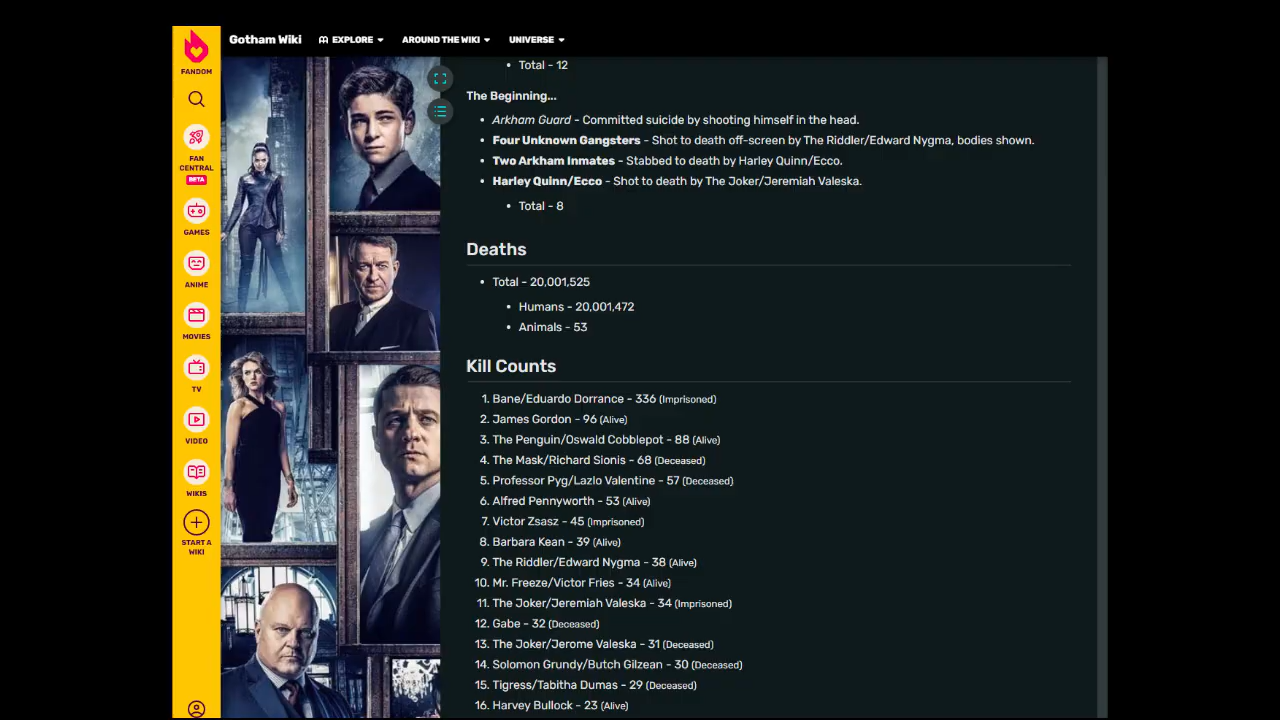 Gotham Wiki
EXPLORE
AROUND THE WIKI
UNIVERSE
FANDOM
FAN
CENTRAL
BETA
GAMES
ANIME
MOVIES
TV
VIDEO
WIKIS
START A
WIKI
Total - 12
The Beginning...
Arkham Guard - Committed suicide by shooting himself in the head.
Four Unknown Gangsters - Shot to death off-screen by The Riddler/Edward Nygma, bodies shown.
Two Arkham Inmates - Stabbed to death by Harley Quinn/Ecco.
Harley Quinn/Ecco - Shot to death by The Joker/Jeremiah Valeska.
Total - 8
Deaths
Total - 20,001,525
Humans - 20,001,472
Animals - 53
Kill Counts
1. Bane/Eduardo Dorrance - 336 (Imprisoned)
2. James Gordon - 96 (Alive)
3. The Penguin/Oswald Cobblepot - 88 (Alive)
4. The Mask/Richard Sionis - 68 (Deceased)
5. Professor Pyg/Lazlo Valentine - 57 (Deceased)
6. Alfred Pennyworth - 53 (Alive)
7. Victor Zsasz - 45 (Imprisoned)
8. Barbara Kean - 39 (Alive)
9. The Riddler/Edward Nygma - 38 (Alive)
10. Mr. Freeze/Victor Fries - 34 (Alive)
11. The Joker/Jeremiah Valeska - 34 (Imprisoned)
12. Gabe - 32 (Deceased)
13. The Joker/Jerome Valeska - 31 (Deceased)
14. Solomon Grundy/Butch Gilzean - 30 (Deceased)
15. Tigress/Tabitha Dumas - 29 (Deceased)
16. Harvey Bullock - 23 (Alive)